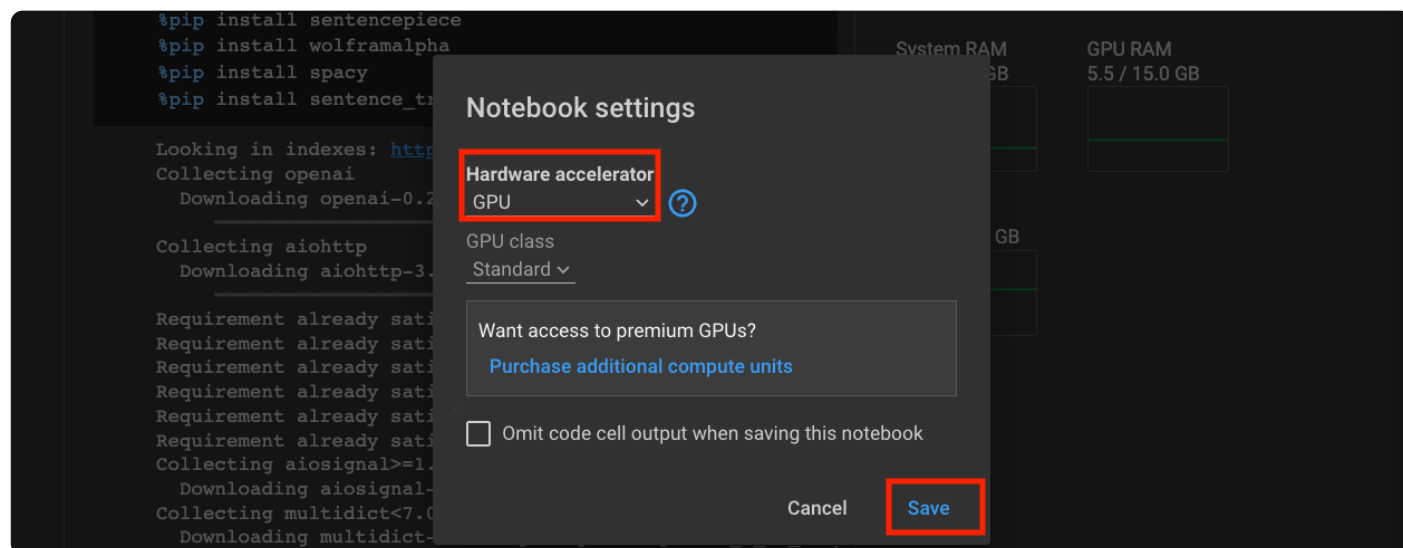 %pip install sentencepiece
%pip install wolframalpha
%pip install spacy
%pip install sentence_tr
Looking in indexes: http
Collecting openai
Downloading openai-0.2
Collecting aiohttp
Downloading aiohttp-3.
Requirement already sati
Requirement already sati
Requirement already sati
Requirement already sati
Requirement already sati
Requirement already sati
Collecting aiosignal>=1.
Downloading aiosignal-
Collecting multidict<7.0
Downloading multidict-
Notebook settings
Hardware accelerator
GPU
?
GPU class
Standard
Want access to premium GPUs?
Purchase additional compute units
Omit code cell output when saving this notebook
Cancel
Save
System RAM
GB
GPU RAM
5.5 / 15.0 GB
GB